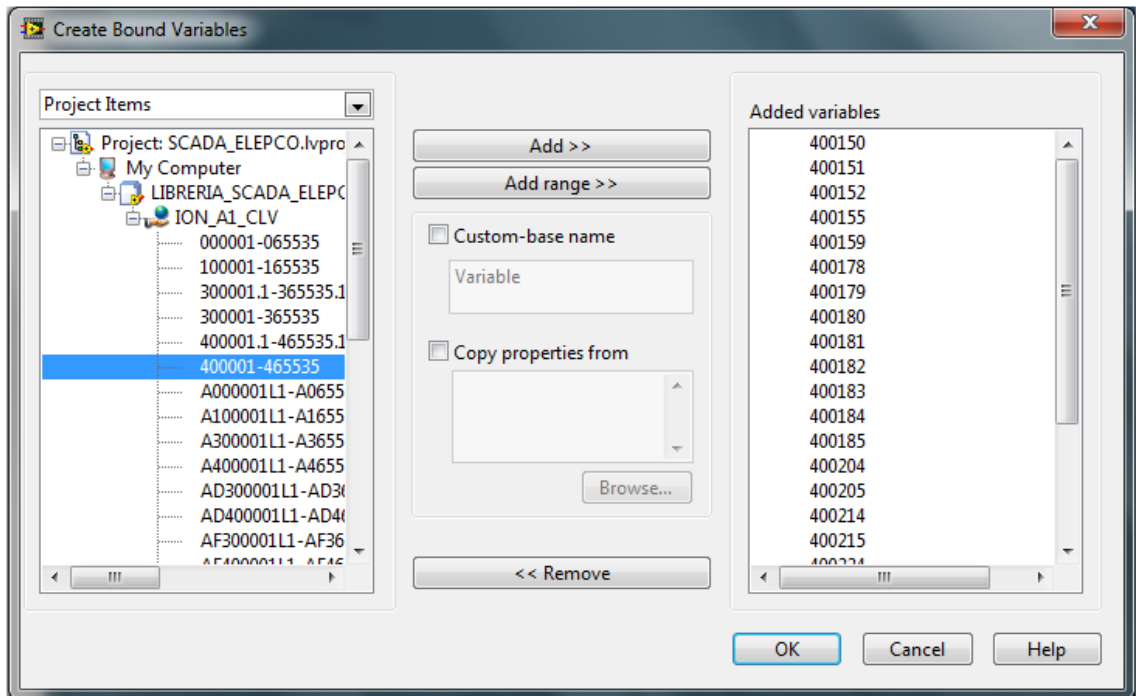 Create Bound Variables
Project Items
Project: SCADA_ELEPCO.lvpro
My Computer
LIBRERIA_SCADA_ELEPC
ION_A1_CLV
000001-065535
100001-165535
300001.1-365535.1
300001-365535
400001.1-465535.1
400001-465535
A000001L1-A0655
A100001L1-A1655
A300001L1-A3655
A400001L1-A4655
AD300001L1-AD3
AD400001L1-AD4
AF300001L1-AF36
AF400001L1-AF46
Add >>
Add range >>
Custom-base name
Variable
Copy properties from
Browse...
<< Remove
Added variables
400150
400151
400152
400155
400159
400178
400179
400180
400181
400182
400183
400184
400185
400204
400205
400214
400215
400224
OK
Cancel
Help